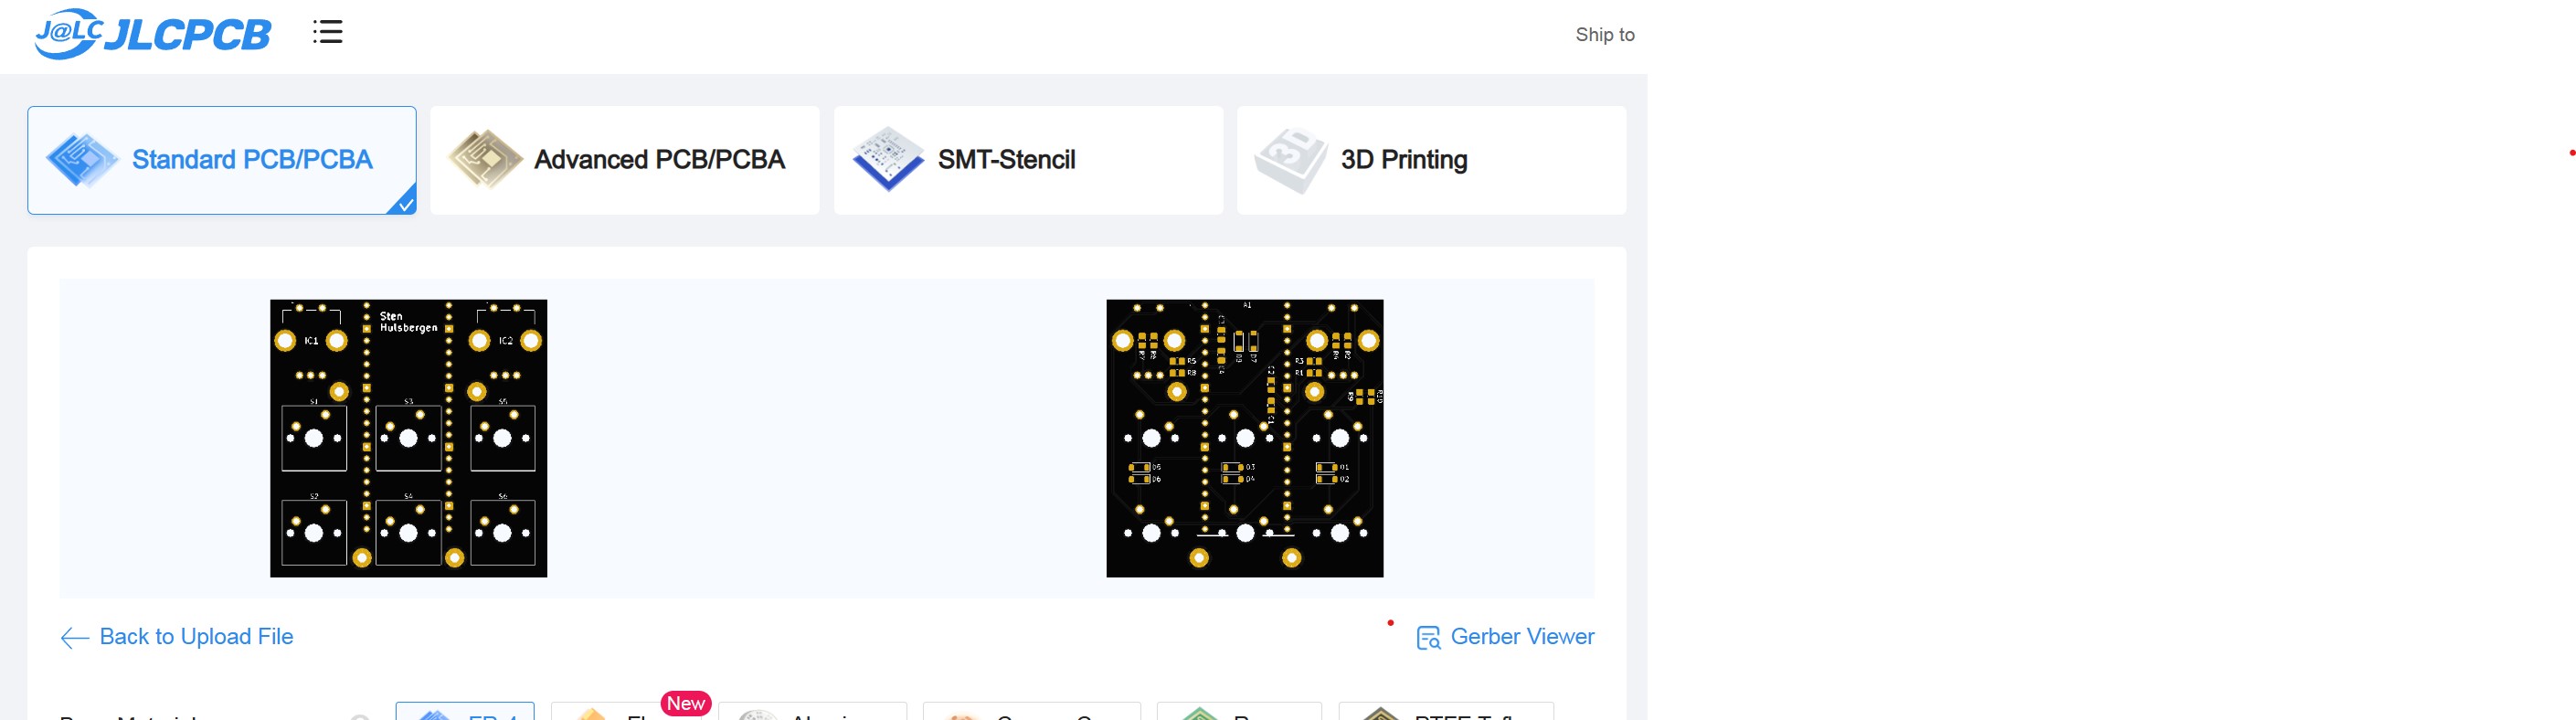 J@LC JLCPCB
Ship to
Standard PCB/PCBA
Advanced PCB/PCBA
SMT-Stencil
3D
3D Printing
Sten
Hulsbergen
IC1
IC2
S1
S3
S5
S2
S4
S6
A1
R5
R8
R3
R1
D5
D6
D3
D4
D1
D2
Back to Upload File
Gerber Viewer
New